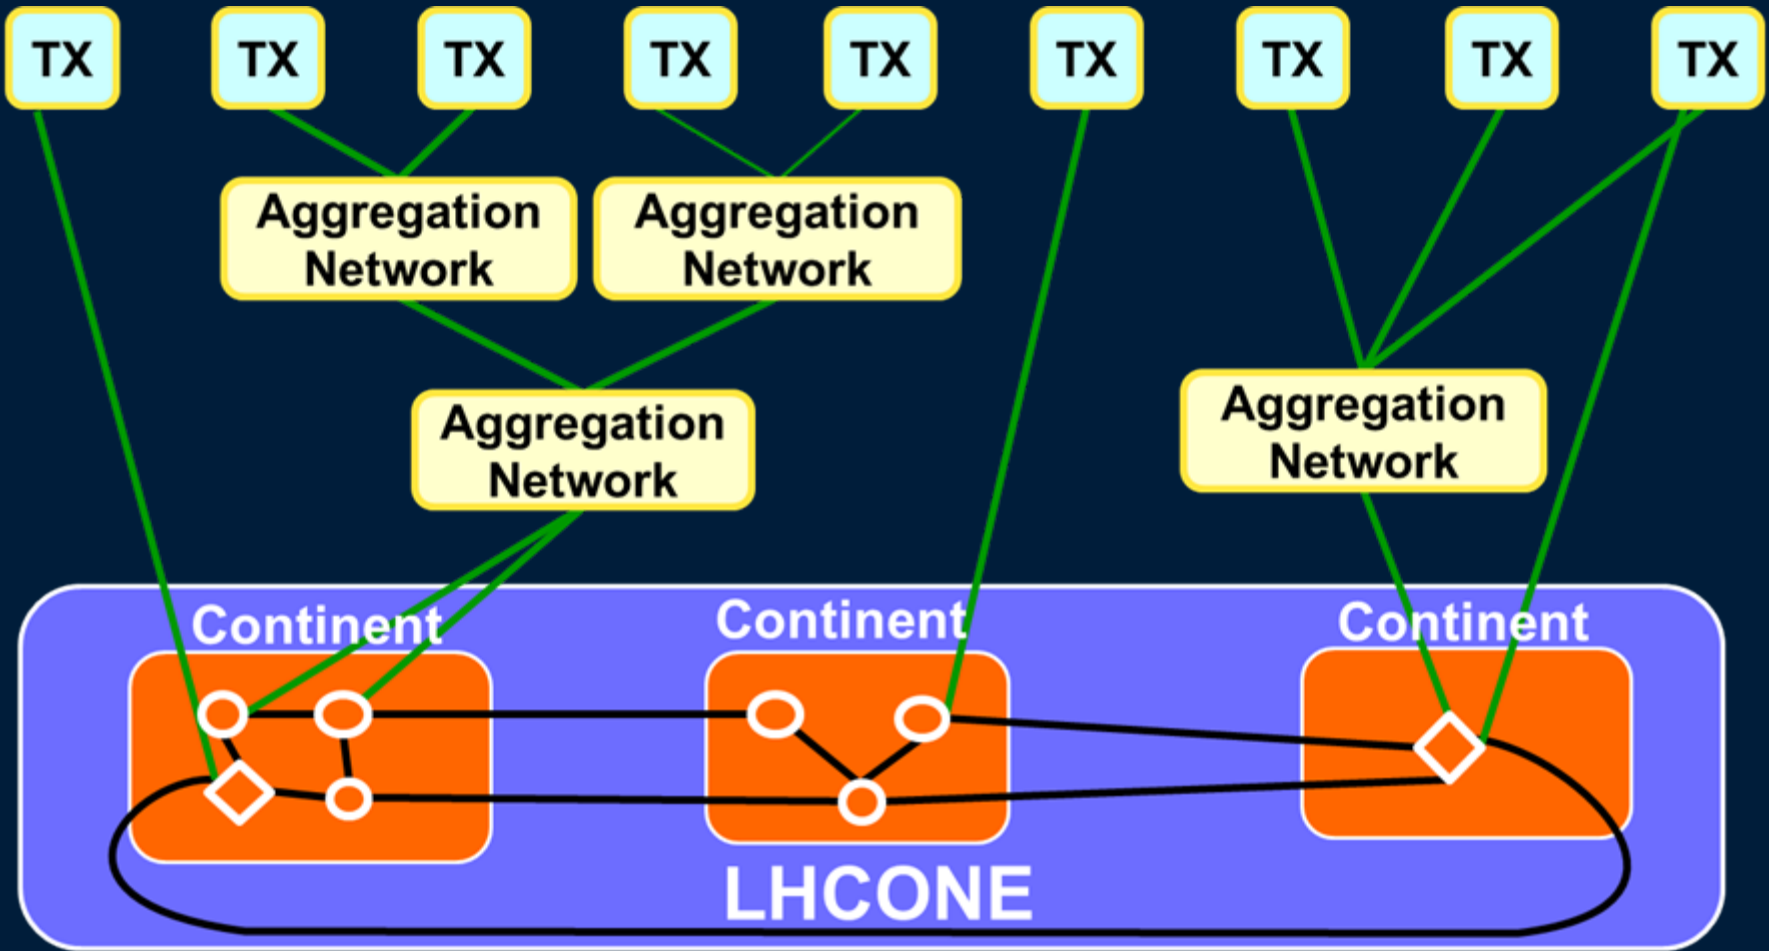 TX
TX
TX
TX
TX
TX
TX
TX
TX
Aggregation
Network
Aggregation
Network
Aggregation
Network
Aggregation
Network
Continent
Continent
Continent
LHCONE